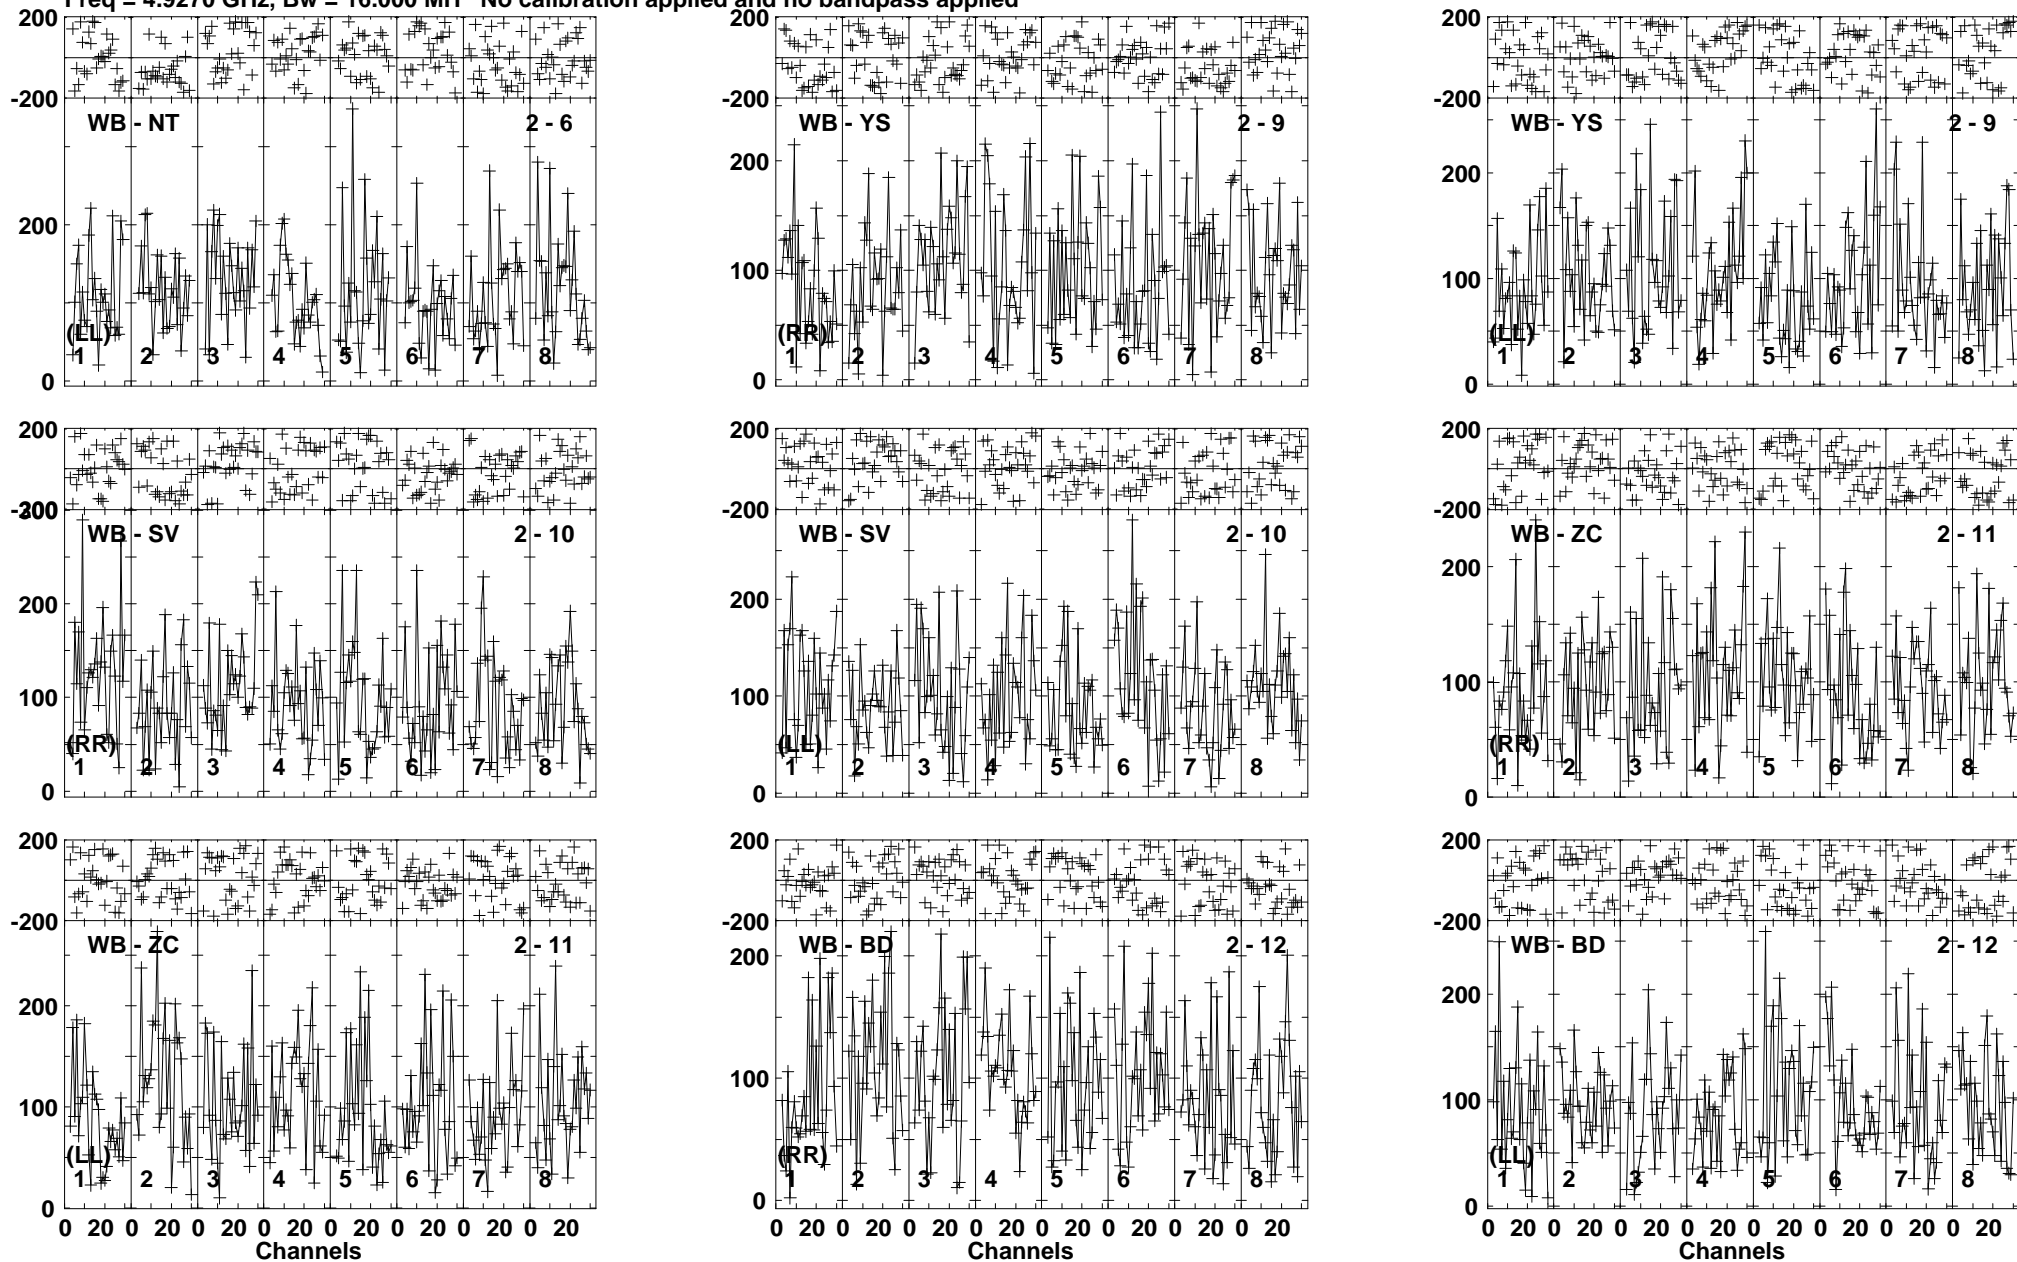 Freq = 4.9270 GHz, Bw = 16.000 MH No calibration applied and no bandpass applied
200 200 200
-200 -200 -200
WB - NT 2 - 6 WB - YS 2 - 9 WB - YS 2 - 9
200 200 200
100 100
(LL) (RR) (LL)
1 2 3 4 5 6 7 8 1 2 3 4 5 6 7 8 1 2 3 4 5 6 7 8
0 0 0
200 200 200
-200 -200 -200
300
WB - SV 2 - 10 WB - SV 2 - 10 WB - ZC 2 - 11
200 200 200
100 100 100
(RR) (LL) (RR)
1 2 3 4 5 6 7 8 1 2 3 4 5 6 7 8 1 2 3 4 5 6 7 8
0 0 0
200 200 200
-200 -200 -200
WB - ZC 2 - 11 WB - BD 2 - 12 WB - BD 2 - 12
200 200 200
100 100 100
(LL) (RR) (LL)
1 2 3 4 5 6 7 8 1 2 3 4 5 6 7 8 1 2 3 4 5 6 7 8
0 0 0
0 20 0 20 0 20 0 20 0 20 0 20 0 20 0 20 0 20 0 20 0 20 0 20 0 20 0 20 0 20 0 20 0 20 0 20 0 20 0 20 0 20 0 20 0 20 0 20
Channels Channels Channels